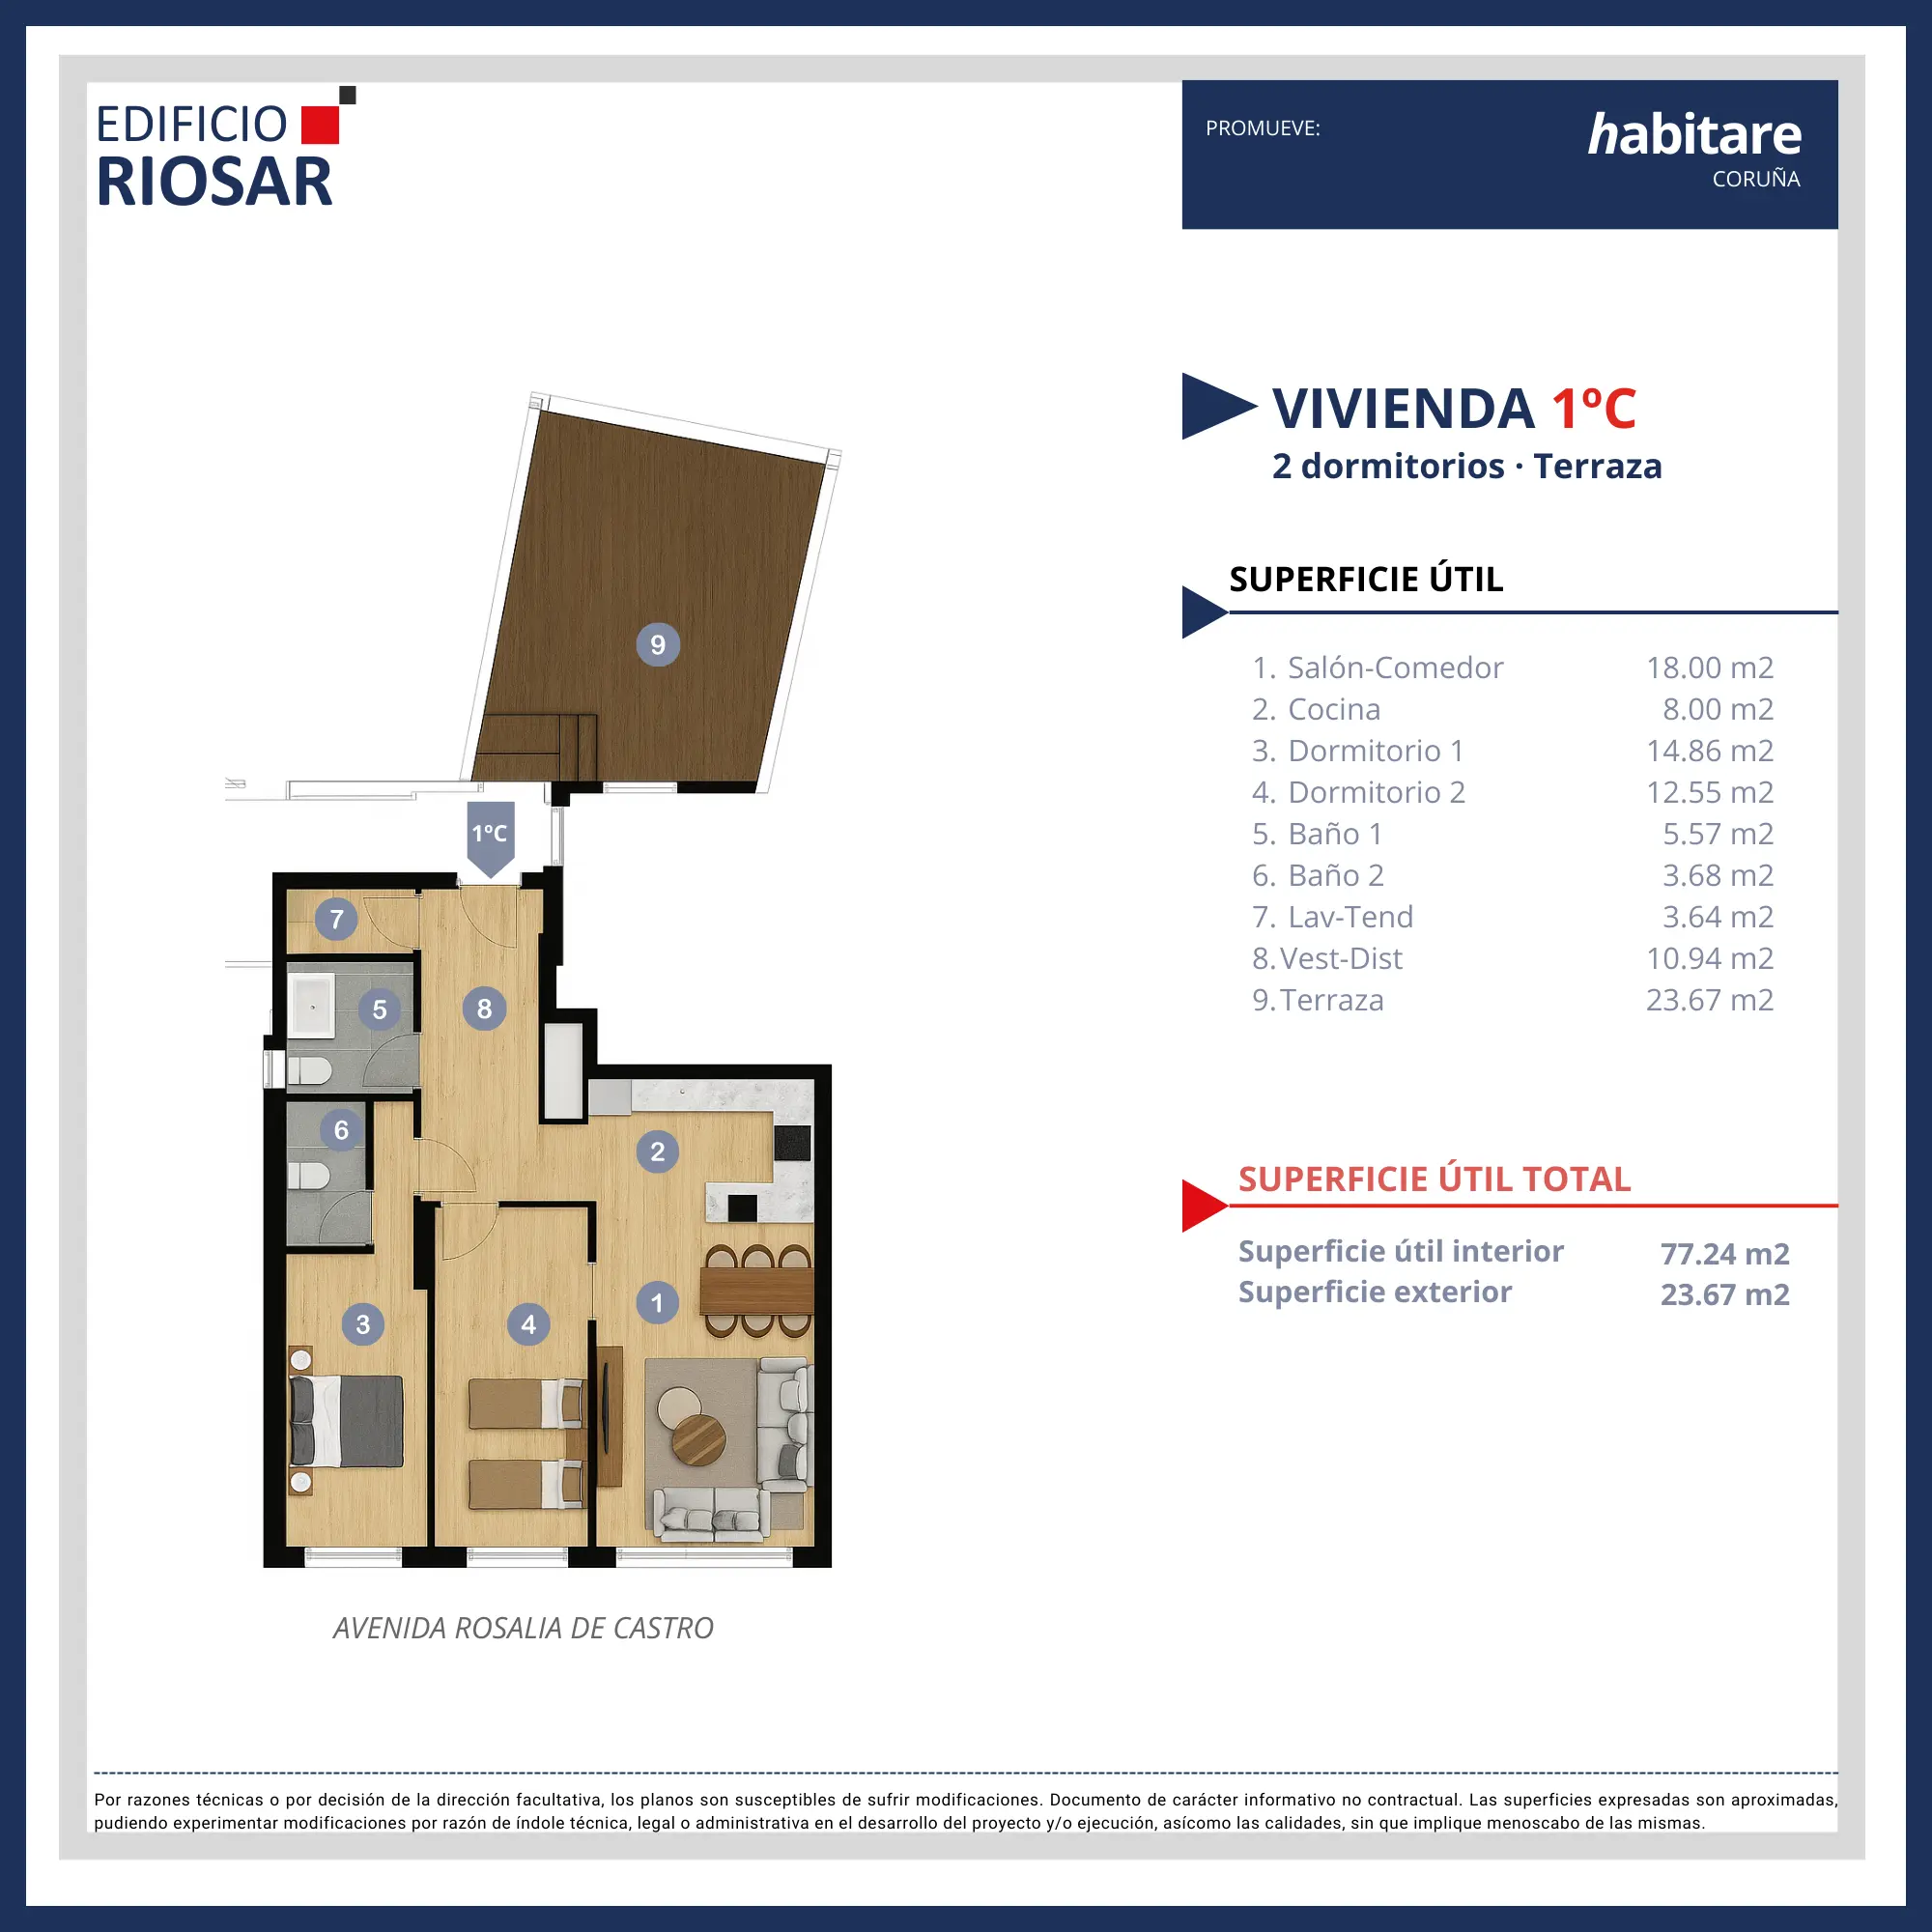 EDIFICIO
RIOSAR
PROMUEVE:
habitare
CORUÑA
VIVIENDA 1ºC
2 dormitorios · Terraza
SUPERFICIE ÚTIL
1. Salón-Comedor 18.00 m2
2. Cocina 8.00 m2
3. Dormitorio 1 14.86 m2
4. Dormitorio 2 12.55 m2
5. Baño 1 5.57 m2
6. Baño 2 3.68 m2
7. Lav-Tend 3.64 m2
8. Vest-Dist 10.94 m2
9. Terraza 23.67 m2
SUPERFICIE ÚTIL TOTAL
Superficie útil interior 77.24 m2
Superficie exterior 23.67 m2
9
1ºC
7
5
8
6
2
1
3
4
AVENIDA ROSALIA DE CASTRO
Por razones técnicas o por decisión de la dirección facultativa, los planos son susceptibles de sufrir modificaciones. Documento de carácter informativo no contractual. Las superficies expresadas son aproximadas,
pudiendo experimentar modificaciones por razón de índole técnica, legal o administrativa en el desarrollo del proyecto y/o ejecución, asícomo las calidades, sin que implique menoscabo de las mismas.